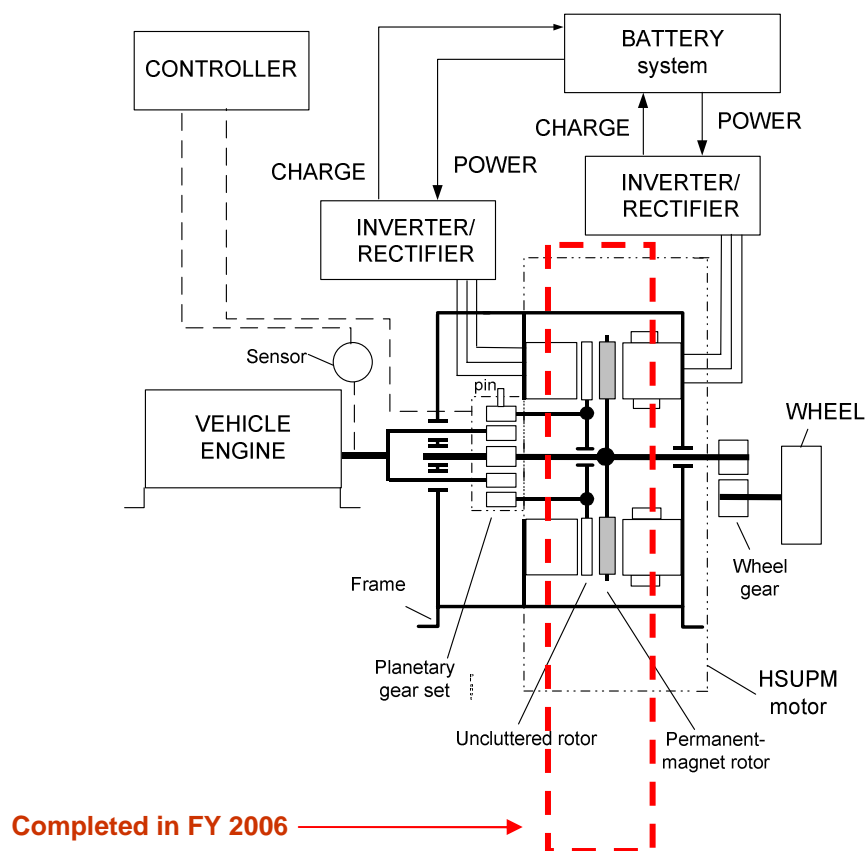 BATTERY
system
CONTROLLER
CHARGE
POWER
CHARGE
POWER
INVERTER/
RECTIFIER
INVERTER/
RECTIFIER
Sensor
pin
VEHICLE
ENGINE
WHEEL
Wheel
gear
Frame
Planetary
gear set
HSUPM
motor
Uncluttered rotor
Permanent-
magnet rotor
Completed in FY 2006